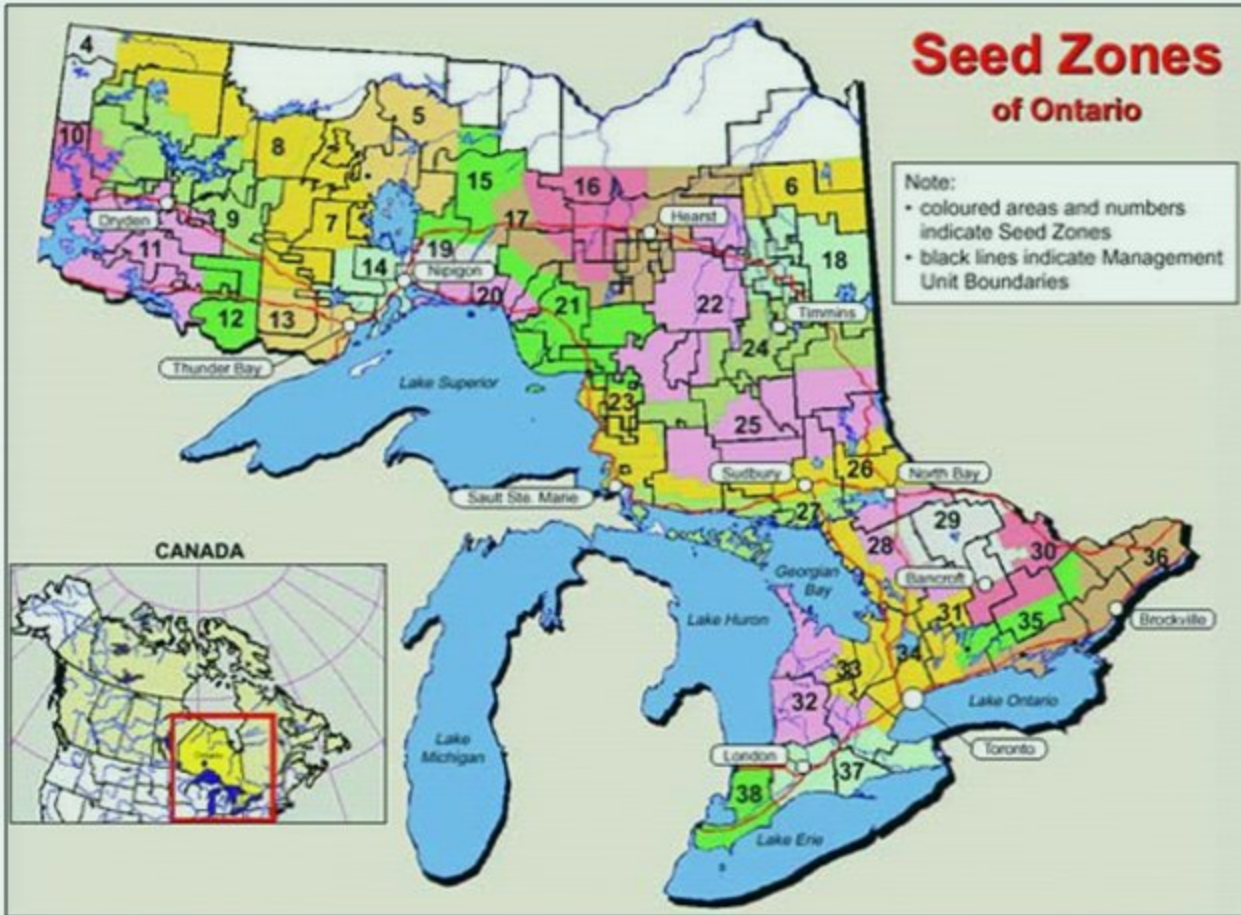 Seed Zones
of Ontario
Note:
• coloured areas and numbers
indicate Seed Zones
• black lines indicate Management
Unit Boundaries
4
5
10
8
15
16
6
Dryden
9
7
17
Hearst
11
19
18
14
Nipigon
20
22
12
13
21
Timmins
Thunder Bay
24
Lake Superior
23
25
Sudbury
26
North Bay
Sault Ste. Marie
27
29
CANADA
28
30
36
Georgian
Bay
Bancroft
31
35
Brockville
Lake Huron
34
33
32
Lake Ontario
Lake
Michigan
London
Toronto
37
38
Lake Erie
Ontario